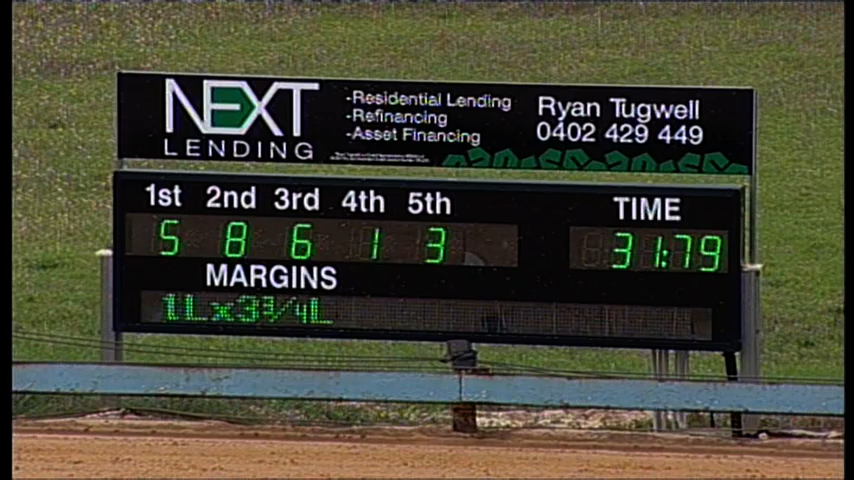 NEXT
LENDING
-Residential Lending
-Refinancing
-Asset Financing
Ryan Tugwell
0402 429 449
1st 2nd 3rd 4th 5th
5 8 6 1 3
TIME
31:79
MARGINS
1Lx3¾L